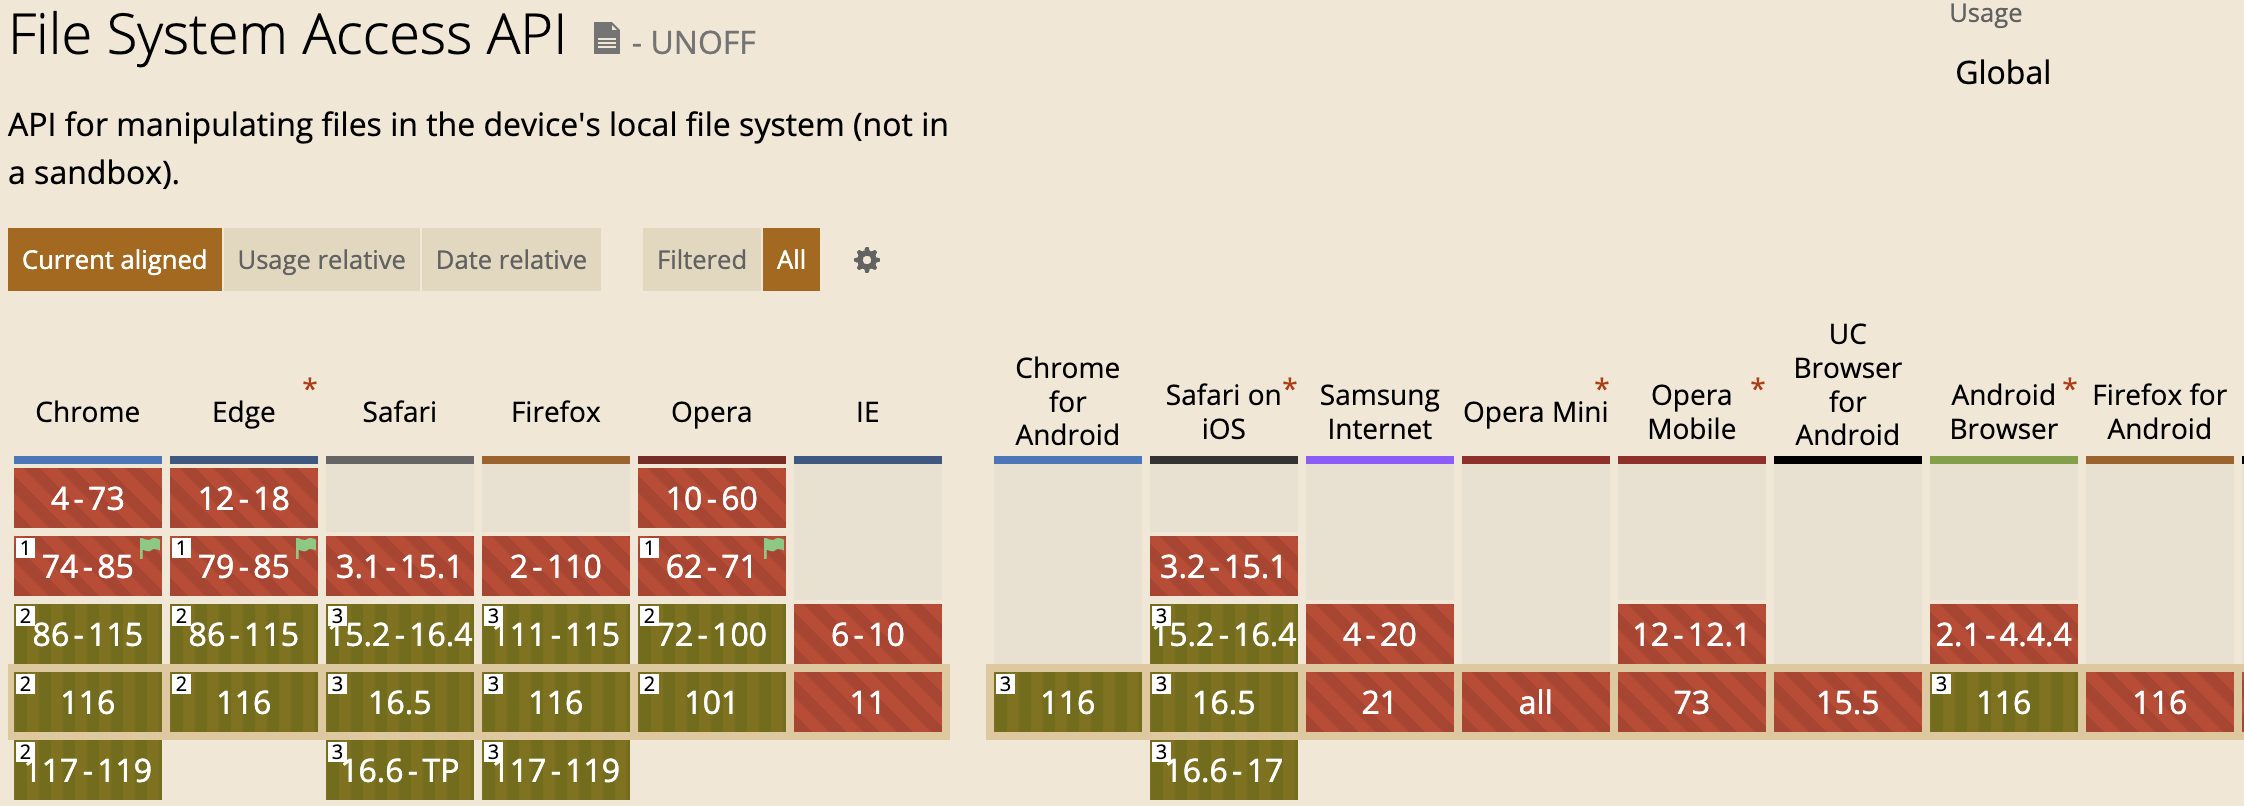 File System Access API - UNOFF
Usage
Global
API for manipulating files in the device's local file system (not in
a sandbox).
Current aligned Usage relative Date relative Filtered All
Chrome
Edge *
Safari
Firefox
Opera
IE
Chrome
for
Android
Safari on *
iOS
Samsung
Internet
Opera Mini *
Opera *
Mobile
UC
Browser
for
Android
Android *
Browser
Firefox for
Android
4-73 12-18 10-60
1 74-85 1 79-85 3.1-15.1 2-110 1 62-71 3.2-15.1
2 86-115 2 86-115 3 15.2-16.4 3 111-115 2 72-100 6-10 3 15.2-16.4 4-20 12-12.1 2.1-4.4.4
2 116 2 116 3 16.5 3 116 2 101 11 3 116 3 16.5 21 all 73 15.5 3 116 116
2 117-119 3 16.6-TP 3 117-119 3 16.6-17